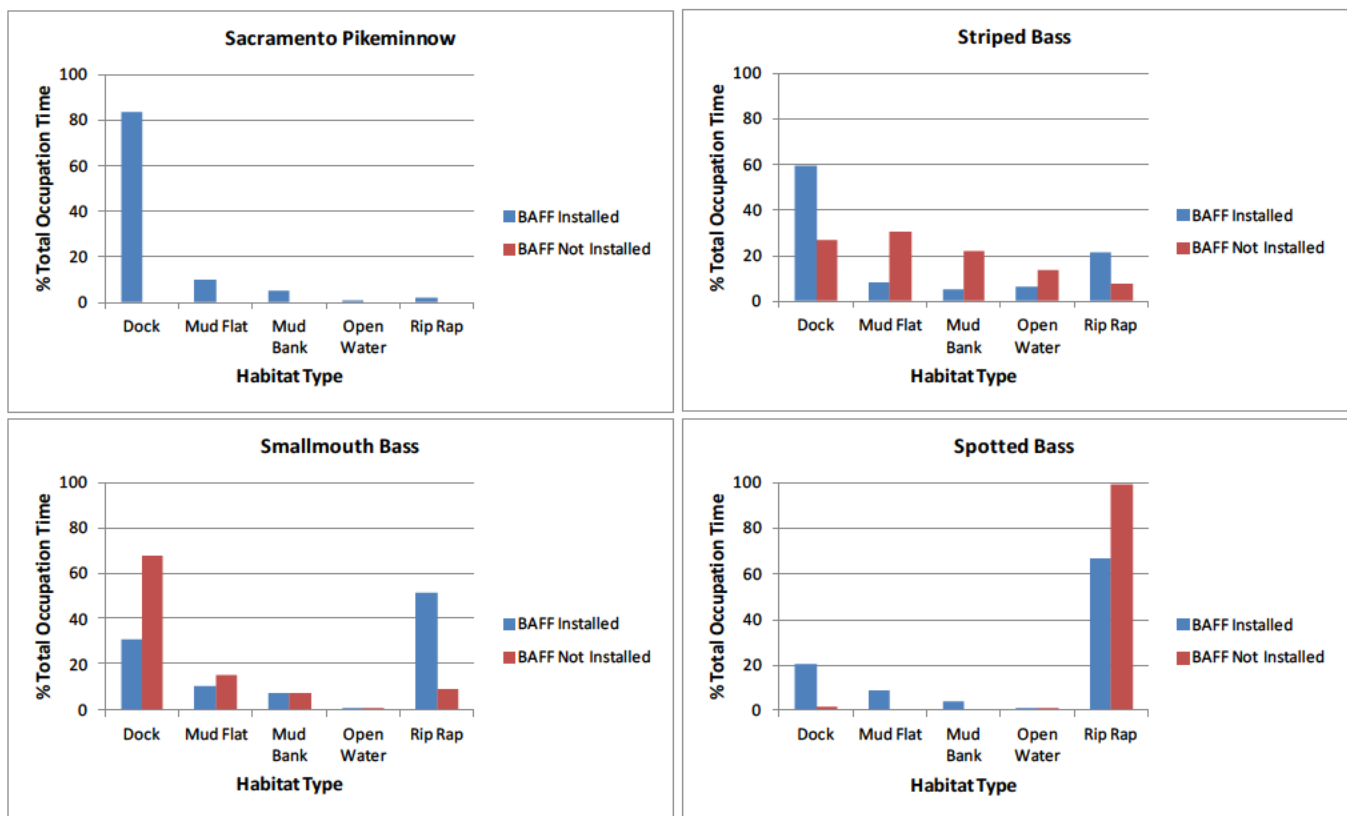 Sacramento Pikeminnow
% Total Occupation Time
100
80
60
40
20
0
Dock
Mud Flat
Mud
Bank
Open
Water
Rip Rap
Habitat Type
BAFF Installed
BAFF Not Installed
Striped Bass
% Total Occupation Time
100
80
60
40
20
0
Dock
Mud Flat
Mud
Bank
Open
Water
Rip Rap
Habitat Type
BAFF Installed
BAFF Not Installed
Smallmouth Bass
% Total Occupation Time
100
80
60
40
20
0
Dock
Mud Flat
Mud
Bank
Open
Water
Rip Rap
Habitat Type
BAFF Installed
BAFF Not Installed
Spotted Bass
% Total Occupation Time
100
80
60
40
20
0
Dock
Mud Flat
Mud
Bank
Open
Water
Rip Rap
Habitat Type
BAFF Installed
BAFF Not Installed